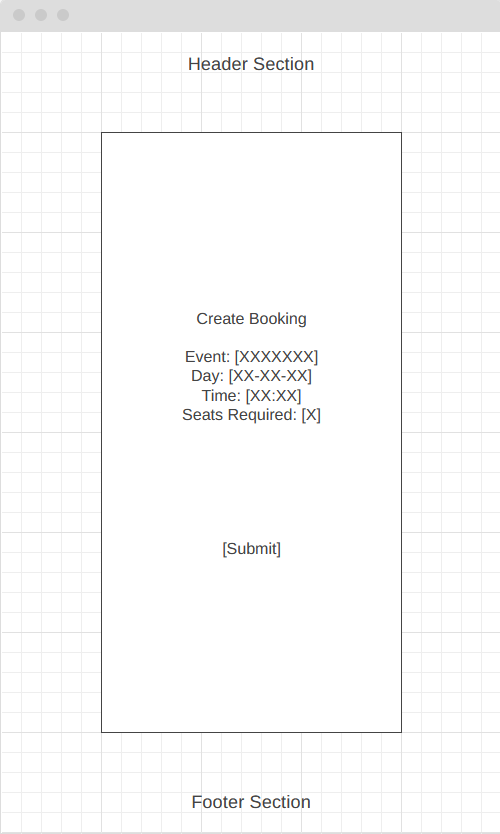 Header Section
Create Booking
Event: [XXXXXXX]
Day: [XX-XX-XX]
Time: [XX:XX]
Seats Required: [X]
[Submit]
Footer Section